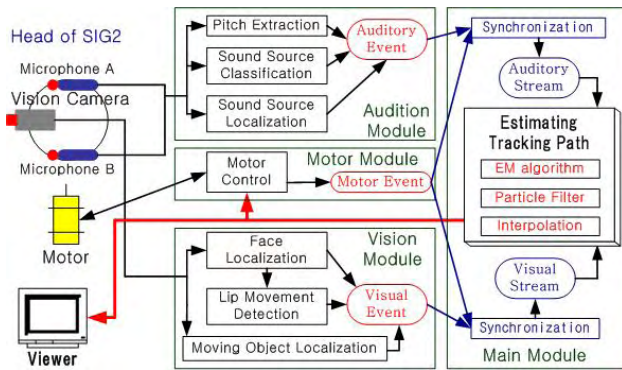 Head of SIG2
Microphone A
Vision Camera
Microphone B
Motor
Viewer
Pitch Extraction
Sound Source
Classification
Sound Source
Localization
Auditory
Event
Audition
Module
Motor Module
Motor
Control
Motor Event
Vision
Module
Face
Localization
Lip Movement
Detection
Moving Object Localization
Visual
Event
Synchronization
Auditory
Stream
Estimating
Tracking Path
EM algorithm
Particle Filter
Interpolation
Visual
Stream
Synchronization
Main Module